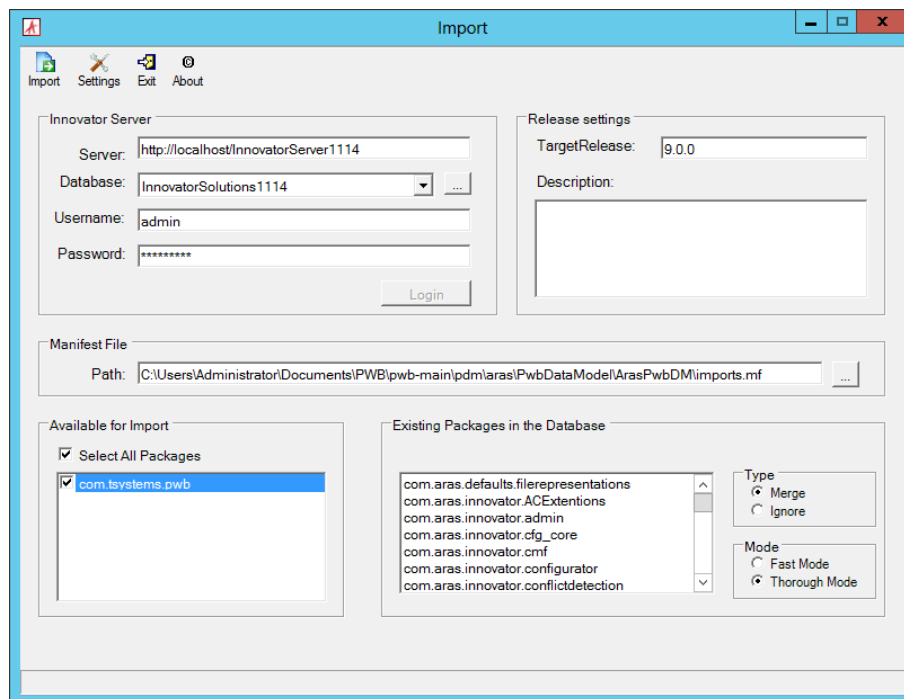 Import
x
Import Settings Exit About
Innovator Server
Server: http://localhost/InnovatorServer1114
Database: InnovatorSolutions1114 ...
Username: admin
Password: *********
Login
Release settings
TargetRelease: 9.0.0
Description:
Manifest File
Path: C:\Users\Administrator\Documents\PWB\pwb-main\pdm\aras\PwbDataModel\ArasPwbDM\imports.mf ...
Available for Import
Select All Packages
com.tsystems.pwb
Existing Packages in the Database
com.aras.defaults.filerepresentations
com.aras.innovator.ACExtentions
com.aras.innovator.admin
com.aras.innovator.cfg_core
com.aras.innovator.cmf
com.aras.innovator.configurator
com.aras.innovator.conflictdetection
Type
Merge
Ignore
Mode
Fast Mode
Thorough Mode